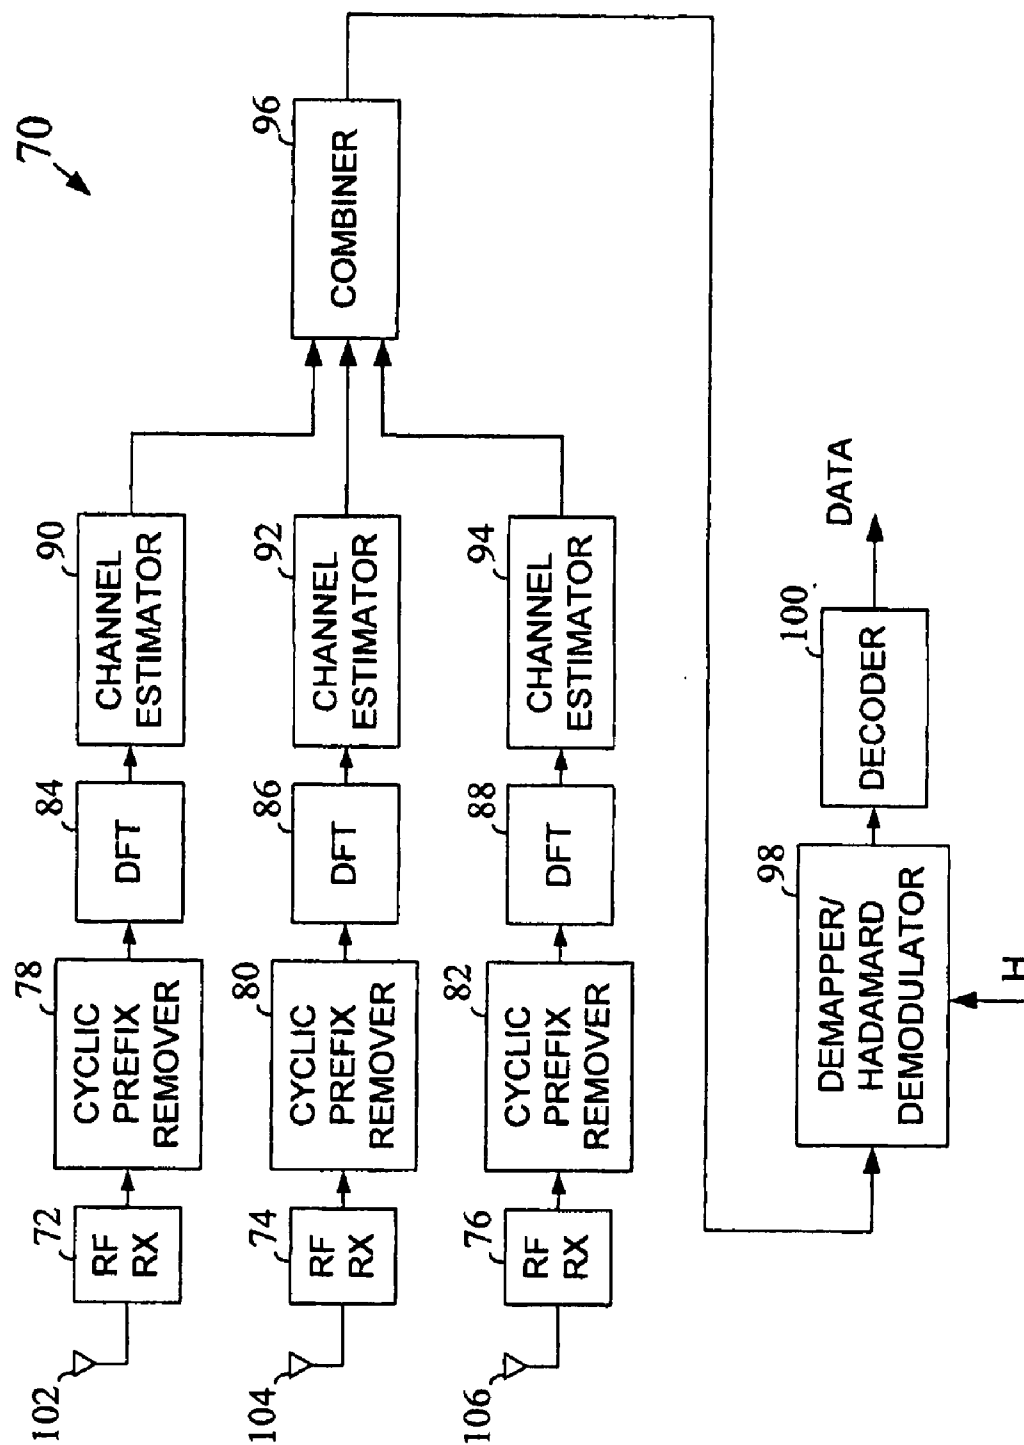 70
102
72
RF
RX
78
CYCLIC
PREFIX
REMOVER
84
DFT
90
CHANNEL
ESTIMATOR
104
74
RF
RX
80
CYCLIC
PREFIX
REMOVER
86
DFT
92
CHANNEL
ESTIMATOR
96
COMBINER
106
76
RF
RX
82
CYCLIC
PREFIX
REMOVER
88
DFT
94
CHANNEL
ESTIMATOR
98
DEMAPPER/
HADAMARD
DEMODULATOR
H
100
DECODER
DATA